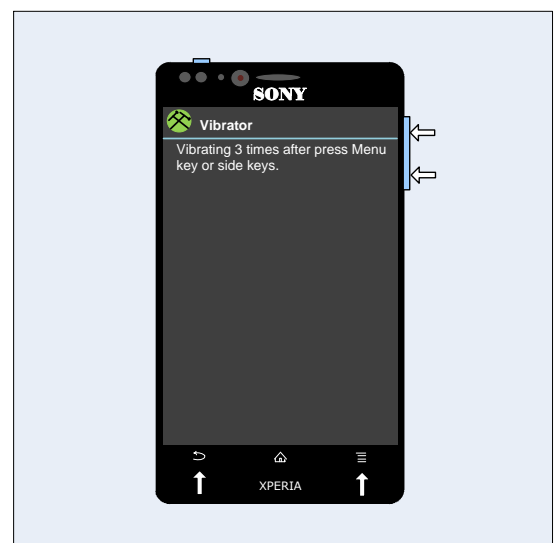 SONY
Vibrator
Vibrating 3 times after press Menu
key or side keys.
XPERIA